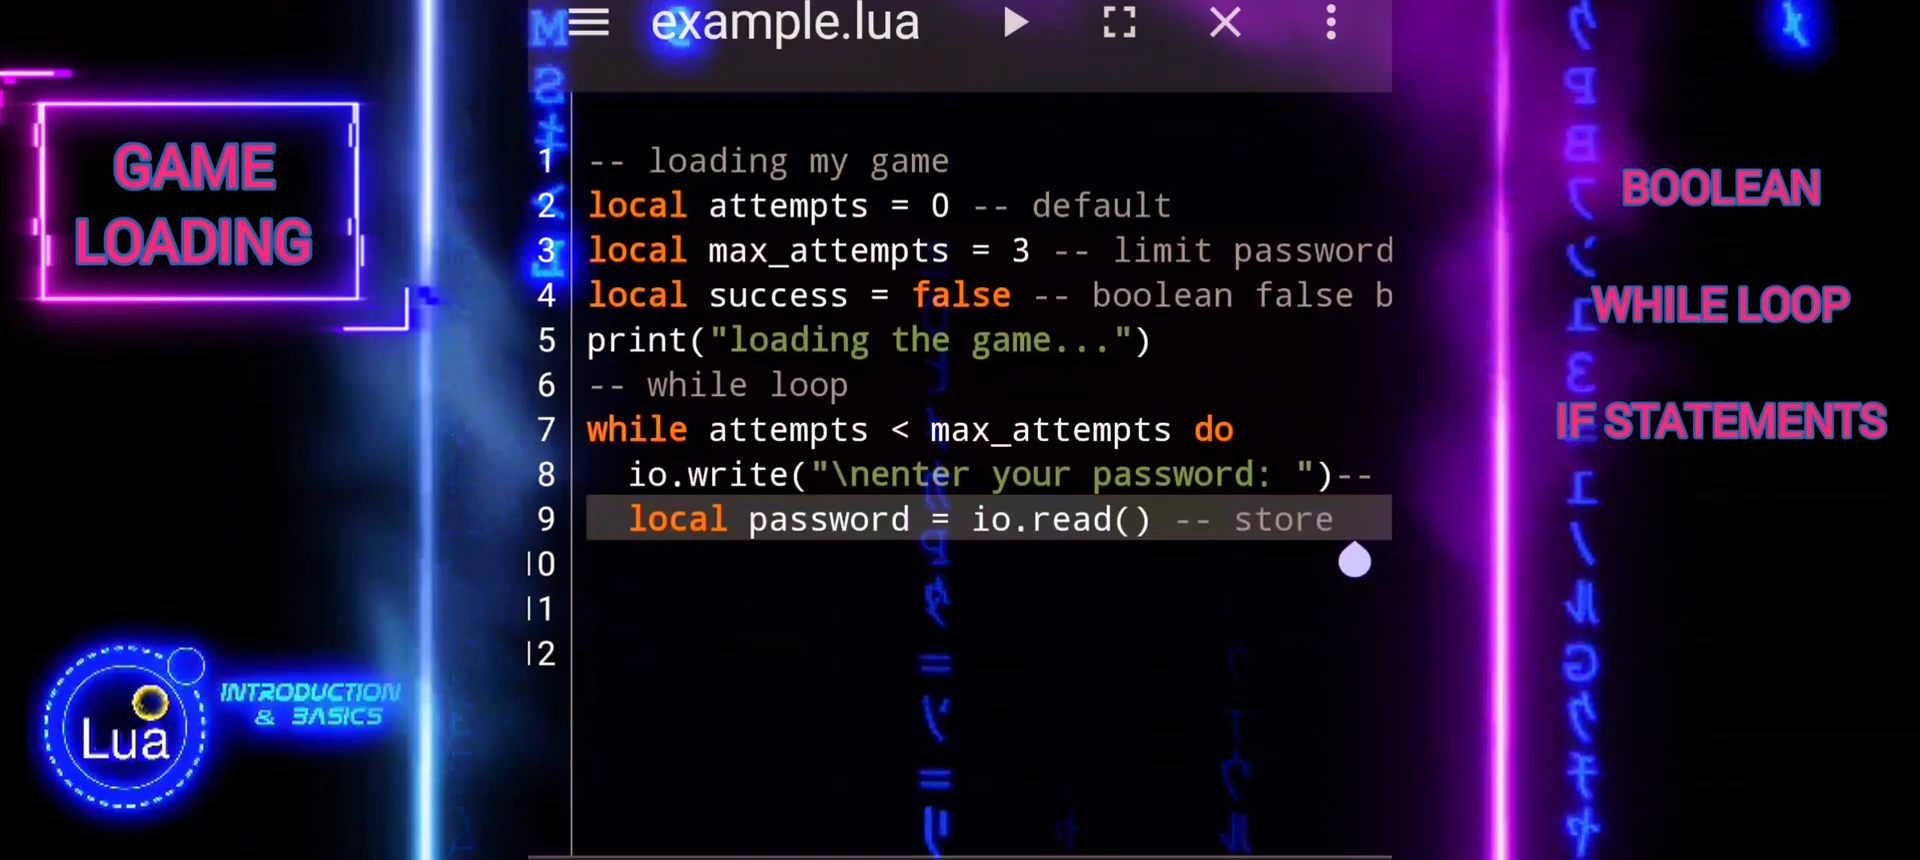 example.lua
GAME
LOADING
1 -- loading my game
2 local attempts = 0 -- default
3 local max_attempts = 3 -- limit password
4 local success = false -- boolean false b
5 print("loading the game...")
6 -- while loop
7 while attempts < max_attempts do
8 io.write("\nenter your password: ")--
9 local password = io.read() -- store
10
11
12
BOOLEAN
WHILE LOOP
IF STATEMENTS
Lua
INTRODUCTION
& BASICS